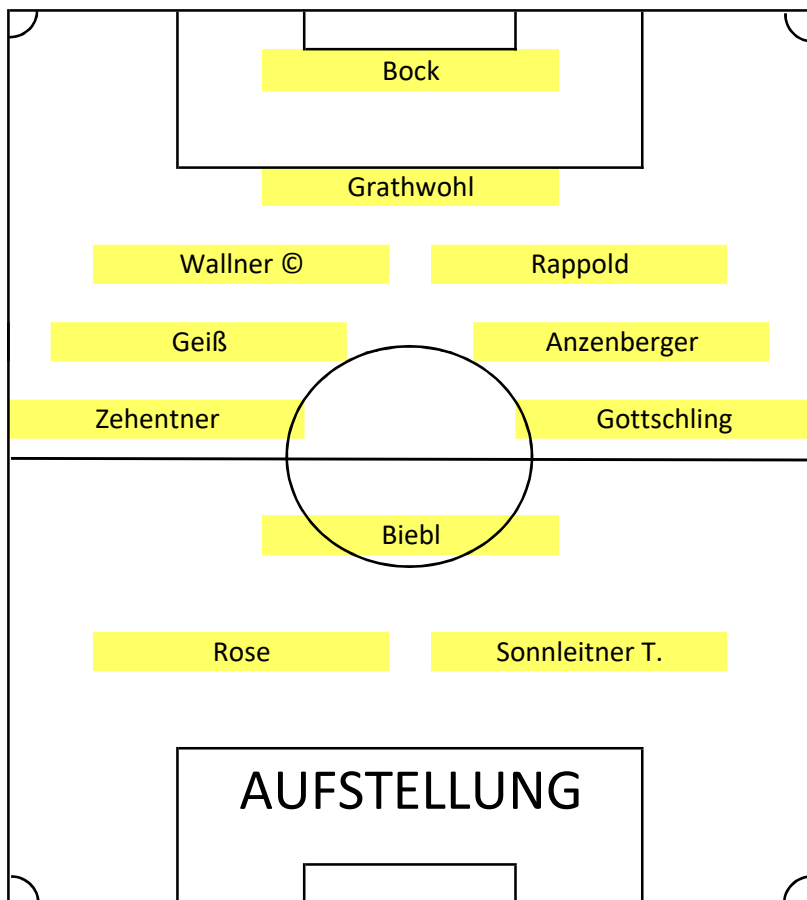 Bock
Grathwohl
Wallner © Rappold
Geiß Anzenberger
Zehentner Gottschling
Biebl
Rose Sonnleitner T.
AUFSTELLUNG